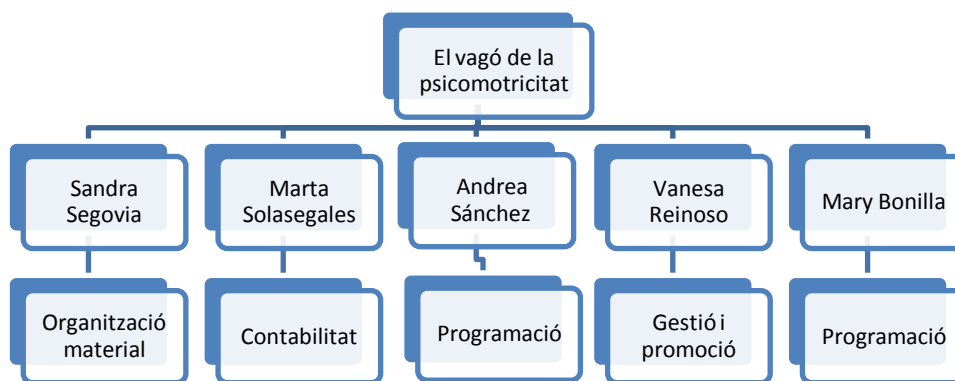 El vagó de la
psicomotricitat
Sandra
Segovia
Marta
Solasegales
Andrea
Sánchez
Vanesa
Reinoso
Mary Bonilla
Organització
material
Contabilitat
Programació
Gestió i
promoció
Programació